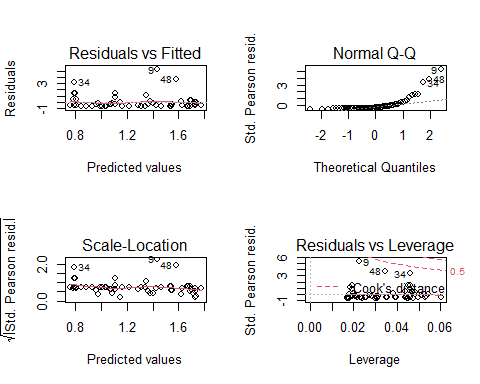 Residuals vs Fitted
Residuals
-1
3
34
9
48
0.8
1.2
1.6
Predicted values
Normal Q-Q
Std. Pearson resid.
0
3
9
48
34
-2
-1
0
1
2
Theoretical Quantiles
Scale-Location
√|Std. Pearson resid.|
0.0
2.0
34
9
48
0.8
1.2
1.6
Predicted values
Residuals vs Leverage
Std. Pearson resid.
-1
3
6
9
48
34
Cook's distance
0.5
0.00
0.02
0.04
0.06
Leverage